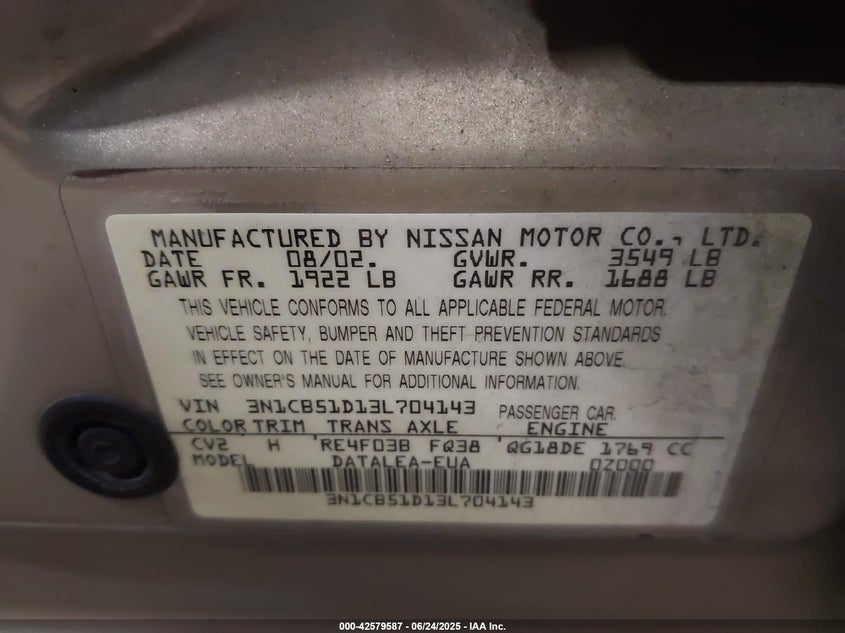 MANUFACTURED BY NISSAN MOTOR CO., LTD.
DATE 08/02. GVWR. 3549 LB
GAWR FR. 1922 LB GAWR RR. 1688 LB
THIS VEHICLE CONFORMS TO ALL APPLICABLE FEDERAL MOTOR.
VEHICLE SAFETY, BUMPER AND THEFT PREVENTION STANDARDS
IN EFFECT ON THE DATE OF MANUFACTURE SHOWN ABOVE.
SEE OWNER'S MANUAL FOR ADDITIONAL INFORMATION.
VIN 3N1CB51D13L704143 PASSENGER CAR.
COLOR TRIM TRANS AXLE ENGINE
CV2 H RE4F03B FQ38 QG18DE 1769 CC
MODEL DATALEA-EUA 0Z000
3N1CB51D13L704143
000-42579587 - 06/24/2025 - IAA Inc.